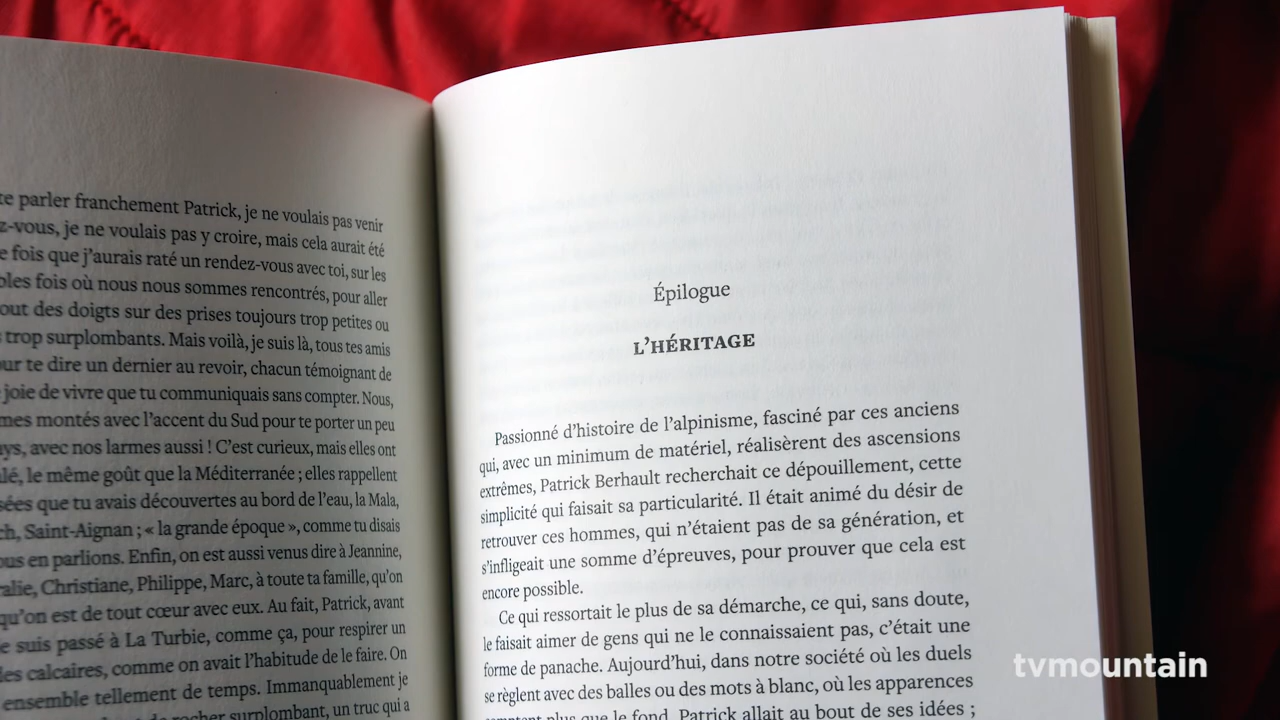 te parler franchement Patrick, je ne voulais pas venir
z-vous, je ne voulais pas y croire, mais cela aurait été
e fois que j'aurais raté un rendez-vous avec toi, sur les
bles fois où nous nous sommes rencontrés, pour aller
out des doigts sur des prises toujours trop petites ou
trop surplombants. Mais voilà, je suis là, tous tes amis
our te dire un dernier au revoir, chacun témoignant de
joie de vivre que tu communiquais sans compter. Nous,
mes montés avec l'accent du Sud pour te porter un peu
ys, avec nos larmes aussi ! C'est curieux, mais elles ont
lé, le même goût que la Méditerranée ; elles rappellent
sées que tu avais découvertes au bord de l'eau, la Mala,
ch, Saint-Aignan ; « la grande époque », comme tu disais
ous en parlions. Enfin, on est aussi venus dire à Jeannine,
ralie, Christiane, Philippe, Marc, à toute ta famille, qu'on
qu'on est de tout cœur avec eux. Au fait, Patrick, avant
e suis passé à La Turbie, comme ça, pour respirer un
les calcaires, comme on avait l'habitude de le faire. On
ensemble tellement de temps. Immanquablement je
de rocher surplombant, un truc qui a
Épilogue
L'HÉRITAGE
Passionné d'histoire de l'alpinisme, fasciné par ces anciens
qui, avec un minimum de matériel, réalisèrent des ascensions
extrêmes, Patrick Berhault recherchait ce dépouillement, cette
simplicité qui faisait sa particularité. Il était animé du désir de
retrouver ces hommes, qui n'étaient pas de sa génération, et
s'infligeait une somme d'épreuves, pour prouver que cela est
encore possible.
Ce qui ressortait le plus de sa démarche, ce qui, sans doute,
le faisait aimer de gens qui ne le connaissaient pas, c'était une
forme de panache. Aujourd'hui, dans notre société où les duels
se règlent avec des balles ou des mots à blanc, où les apparences
comptent plus que le fond, Patrick allait au bout de ses idées ;
tvmountain